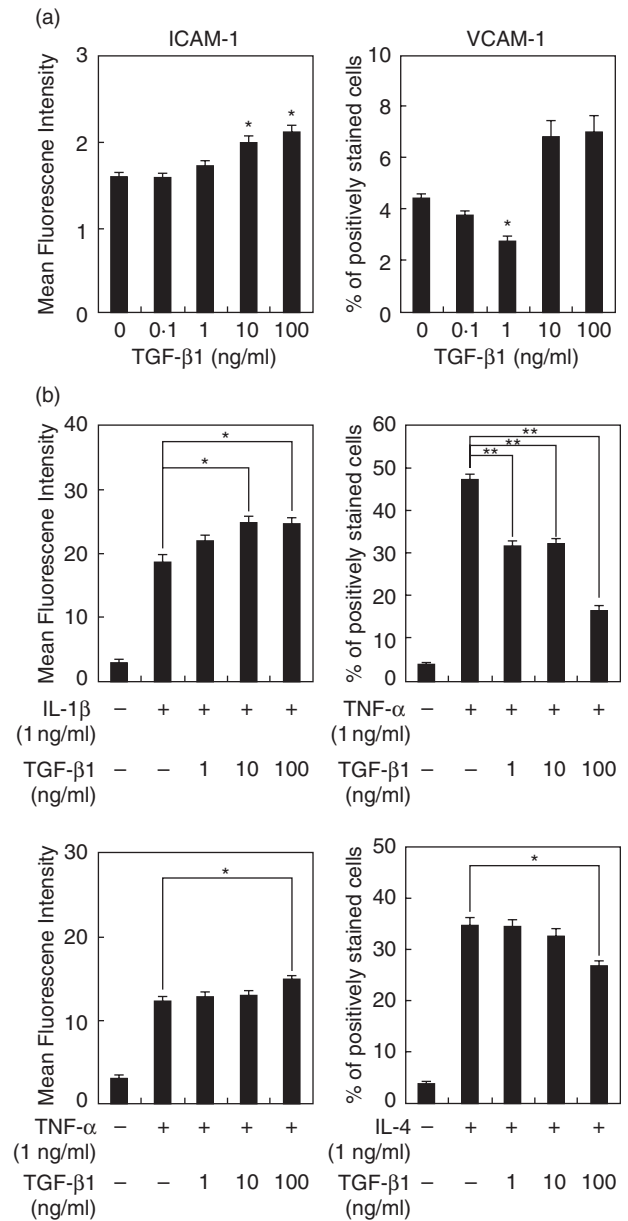 (a)
ICAM-1
Mean Fluorescene Intensity
3
2
1
0
* *
0 0·1 1 10 100
TGF-β1 (ng/ml)
VCAM-1
% of positively stained cells
10
8
6
4
2
0
*
0 0·1 1 10 100
TGF-β1 (ng/ml)
(b)
Mean Fluorescene Intensity
40
30
20
10
0
*
*
IL-1β – + + + +
(1 ng/ml)
TGF-β1 – – 1 10 100
(ng/ml)
% of positively stained cells
60
50
40
30
20
10
0
**
**
**
TNF-α – + + + +
(1 ng/ml)
TGF-β1 – – 1 10 100
(ng/ml)
Mean Fluorescene Intensity
30
20
10
0
*
TNF-α – + + + +
(1 ng/ml)
TGF-β1 – – 1 10 100
(ng/ml)
% of positively stained cells
50
40
30
20
10
0
*
IL-4 – + + + +
(1 ng/ml)
TGF-β1 – – 1 10 100
(ng/ml)